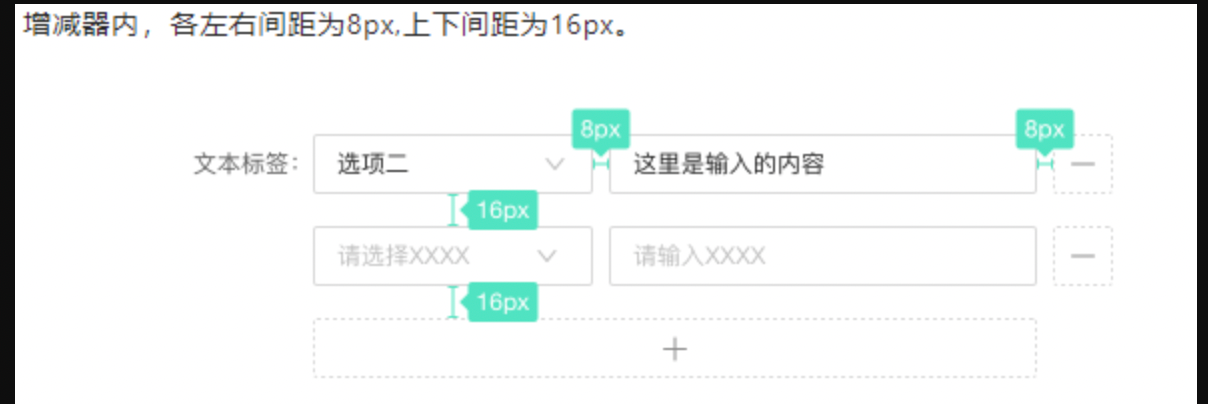 增减器内，各左右间距为8px,上下间距为16px。
8px
8px
文本标签：
选项二
这里是输入的内容
16px
请选择XXXX
请输入XXXX
16px